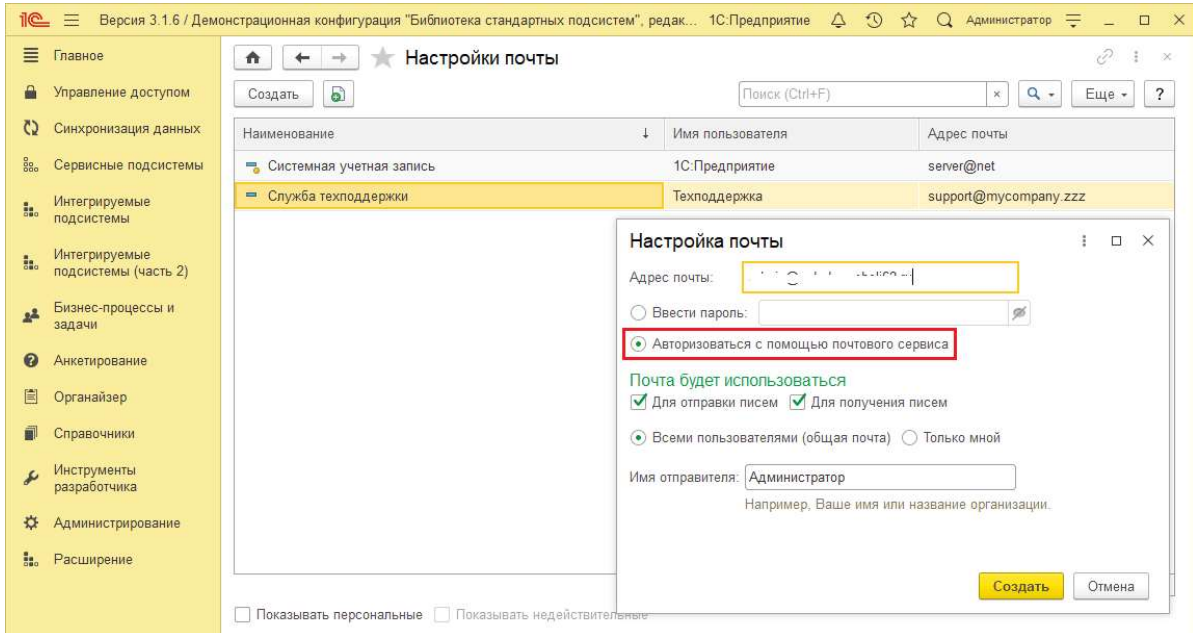 1С Версия 3.1.6 / Демонстрационная конфигурация "Библиотека стандартных подсистем", редак... 1С:Предприятие Администратор
Главное
Управление доступом
Синхронизация данных
Сервисные подсистемы
Интегрируемые
подсистемы
Интегрируемые
подсистемы (часть 2)
Бизнес-процессы и
задачи
Анкетирование
Органайзер
Справочники
Инструменты
разработчика
Администрирование
Расширение
Настройки почты
Создать Поиск (Ctrl+F) Еще ?
Наименование Имя пользователя Адрес почты
Системная учетная запись 1С:Предприятие server@net
Служба техподдержки Техподдержка support@mycompany.zzz
Настройка почты
Адрес почты:
Ввести пароль:
Авторизоваться с помощью почтового сервиса
Почта будет использоваться
Для отправки писем Для получения писем
Всеми пользователями (общая почта) Только мной
Имя отправителя: Администратор
Например, Ваше имя или название организации.
Создать Отмена
Показывать персональные Показывать недействительные